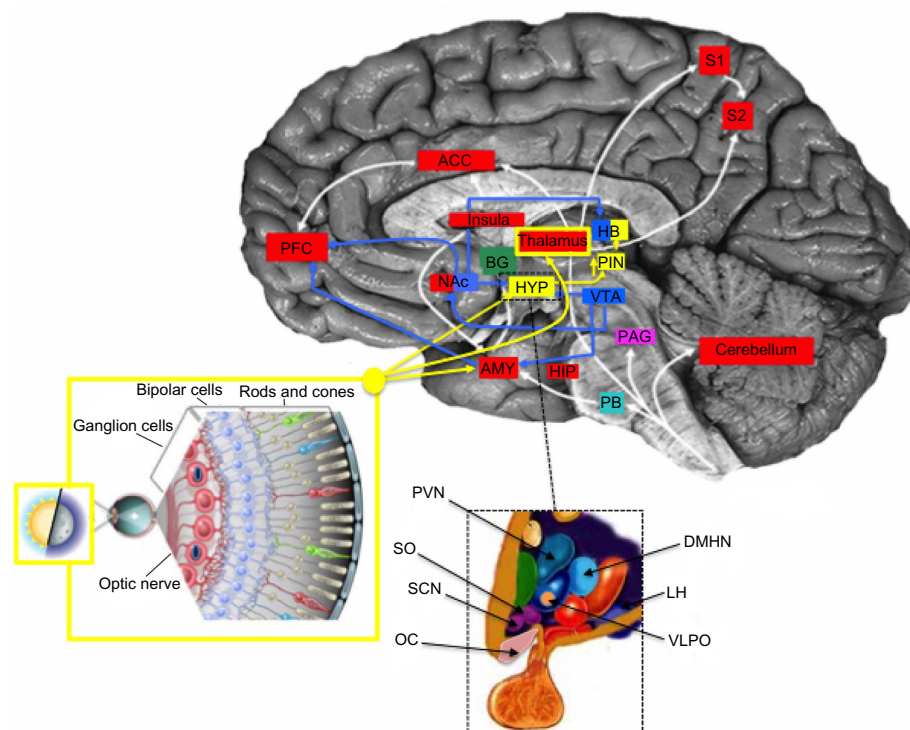 S1
S2
ACC
Insula
HB
PFC
Thalamus
BG
PIN
NAc
HYP
VTA
PAG
Cerebellum
AMY
HIP
PB
Bipolar cells
Rods and cones
Ganglion cells
Optic nerve
PVN
DMHN
SO
SCN
LH
OC
VLPO